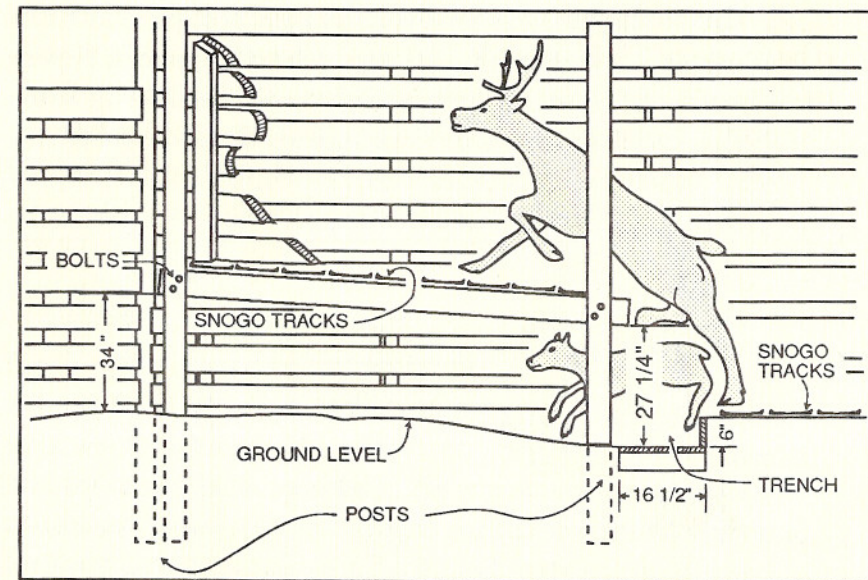 BOLTS
SNOGO TRACKS
34"
27 1/4"
SNOGO
TRACKS
6"
GROUND LEVEL
16 1/2"
TRENCH
POSTS